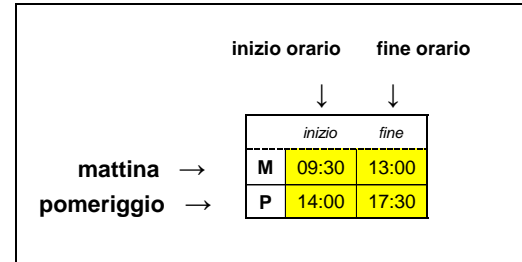 inizio orario fine orario
↓ ↓
inizio fine
mattina → M 09:30 13:00
pomeriggio → P 14:00 17:30